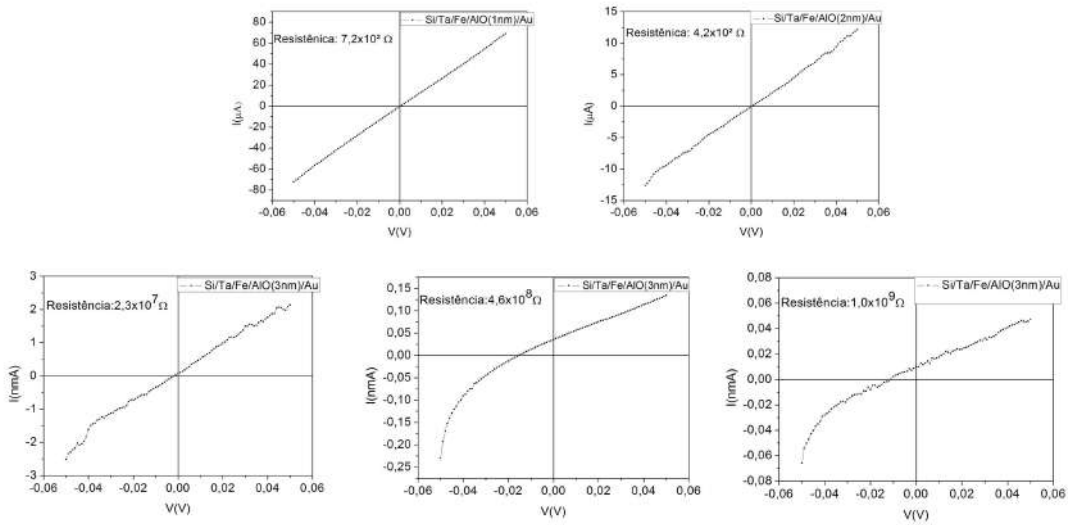 Si/Ta/Fe/AlO(1nm)/Au
Resistênica: 7,2x10² Ω
80
60
40
20
0
-20
-40
-60
-80
I(μA)
-0,06 -0,04 -0,02 0,00 0,02 0,04 0,06
V(V)
Si/Ta/Fe/AlO(2nm)/Au
Resistênica: 4,2x10² Ω
15
10
5
0
-5
-10
-15
I(μA)
-0,06 -0,04 -0,02 0,00 0,02 0,04 0,06
V(V)
Si/Ta/Fe/AlO(3nm)/Au
Resistência:2,3x10⁷Ω
3
2
1
0
-1
-2
-3
I(nmA)
-0,06 -0,04 -0,02 0,00 0,02 0,04 0,06
V(V)
Si/Ta/Fe/AlO(3nm)/Au
Resistência:4,6x10⁸Ω
0,15
0,10
0,05
0,00
-0,05
-0,10
-0,15
-0,20
-0,25
I(nmA)
-0,06 -0,04 -0,02 0,00 0,02 0,04 0,06
V(V)
Si/Ta/Fe/AlO(3nm)/Au
Resistência:1,0x10⁹Ω
0,08
0,06
0,04
0,02
0,00
-0,02
-0,04
-0,06
-0,08
I(nmA)
-0,06 -0,04 -0,02 0,00 0,02 0,04 0,06
V(V)